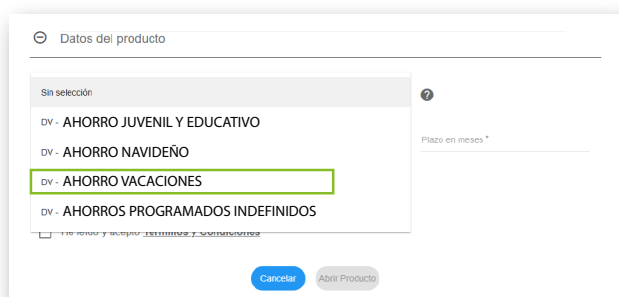 Datos del producto
Sin selección
DV - AHORRO JUVENIL Y EDUCATIVO
Plazo en meses *
DV - AHORRO NAVIDEÑO
DV - AHORRO VACACIONES
DV - AHORROS PROGRAMADOS INDEFINIDOS
He leído y acepto Términos y Condiciones
Cancelar Abrir Producto